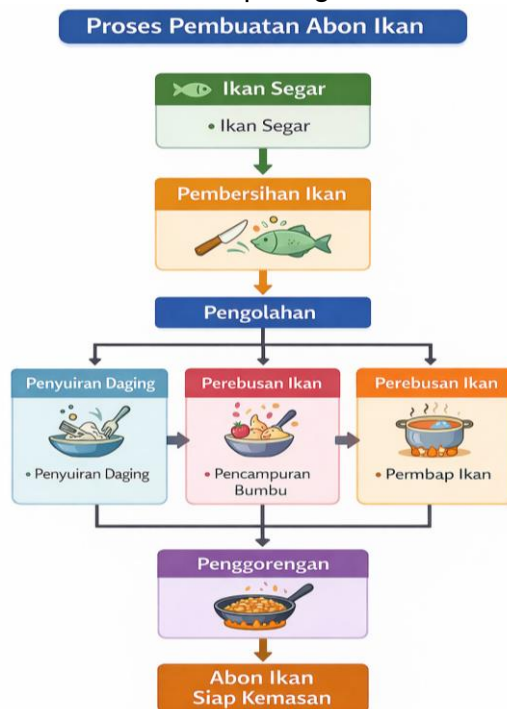 Proses Pembuatan Abon Ikan
Ikan Segar
• Ikan Segar
Pembersihan Ikan
Pengolahan
Penyuiran Daging
• Penyuiran Daging
Perebusan Ikan
• Pencampuran
Bumbu
Perebusan Ikan
• Permbap Ikan
Penggorengan
Abon Ikan
Siap Kemasan